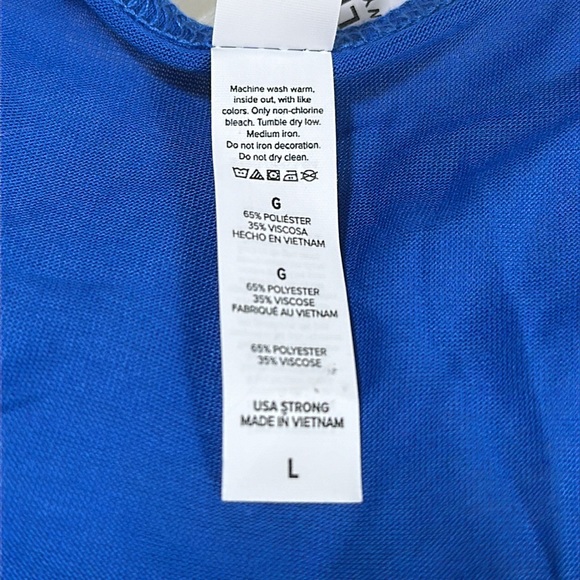 Machine wash warm,
inside out, with like
colors. Only non-chlorine
bleach. Tumble dry low.
Medium iron.
Do not iron decoration.
Do not dry clean.
G
65% POLIÉSTER
35% VISCOSA
HECHO EN VIETNAM
G
65% POLYESTER
35% VISCOSE
FABRIQUÉ AU VIETNAM
65% POLYESTER
35% VISCOSE
USA STRONG
MADE IN VIETNAM
L